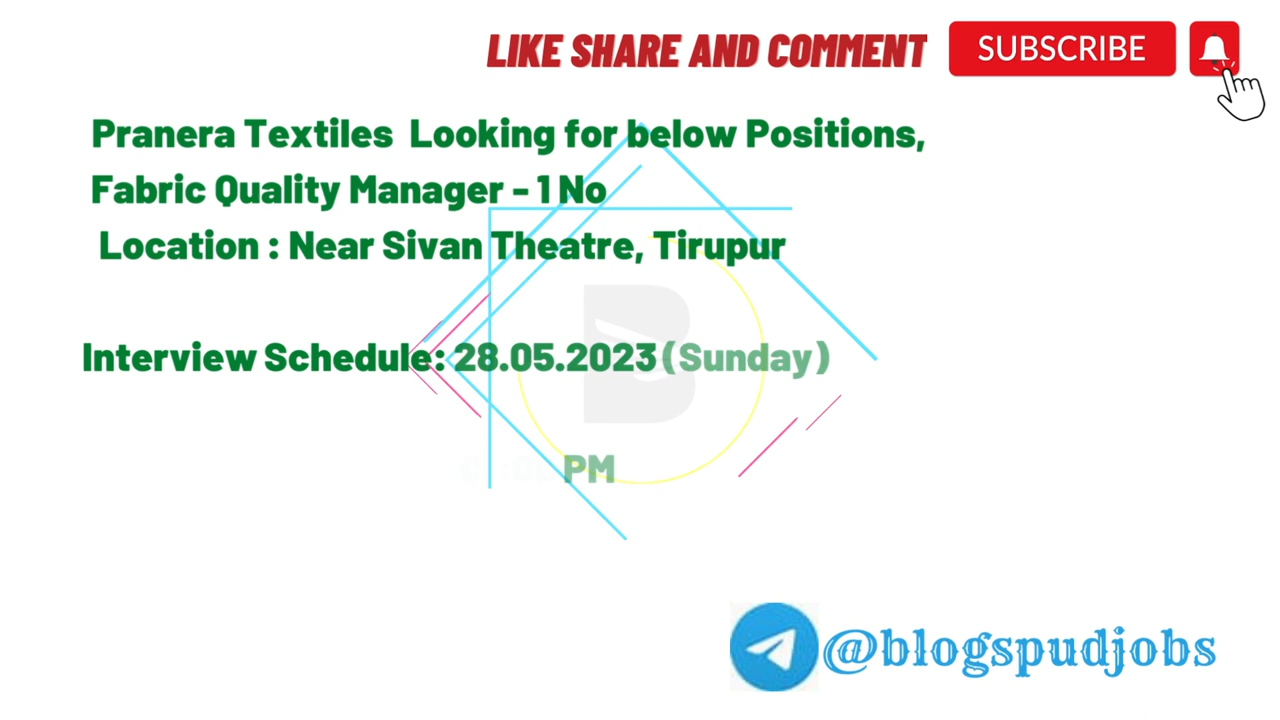 LIKE SHARE AND COMMENT
SUBSCRIBE
Pranera Textiles Looking for below Positions,
Fabric Quality Manager - 1 No
Location : Near Sivan Theatre, Tirupur
Interview Schedule: 28.05.2023 (Sunday)
PM
B
@blogspudjobs